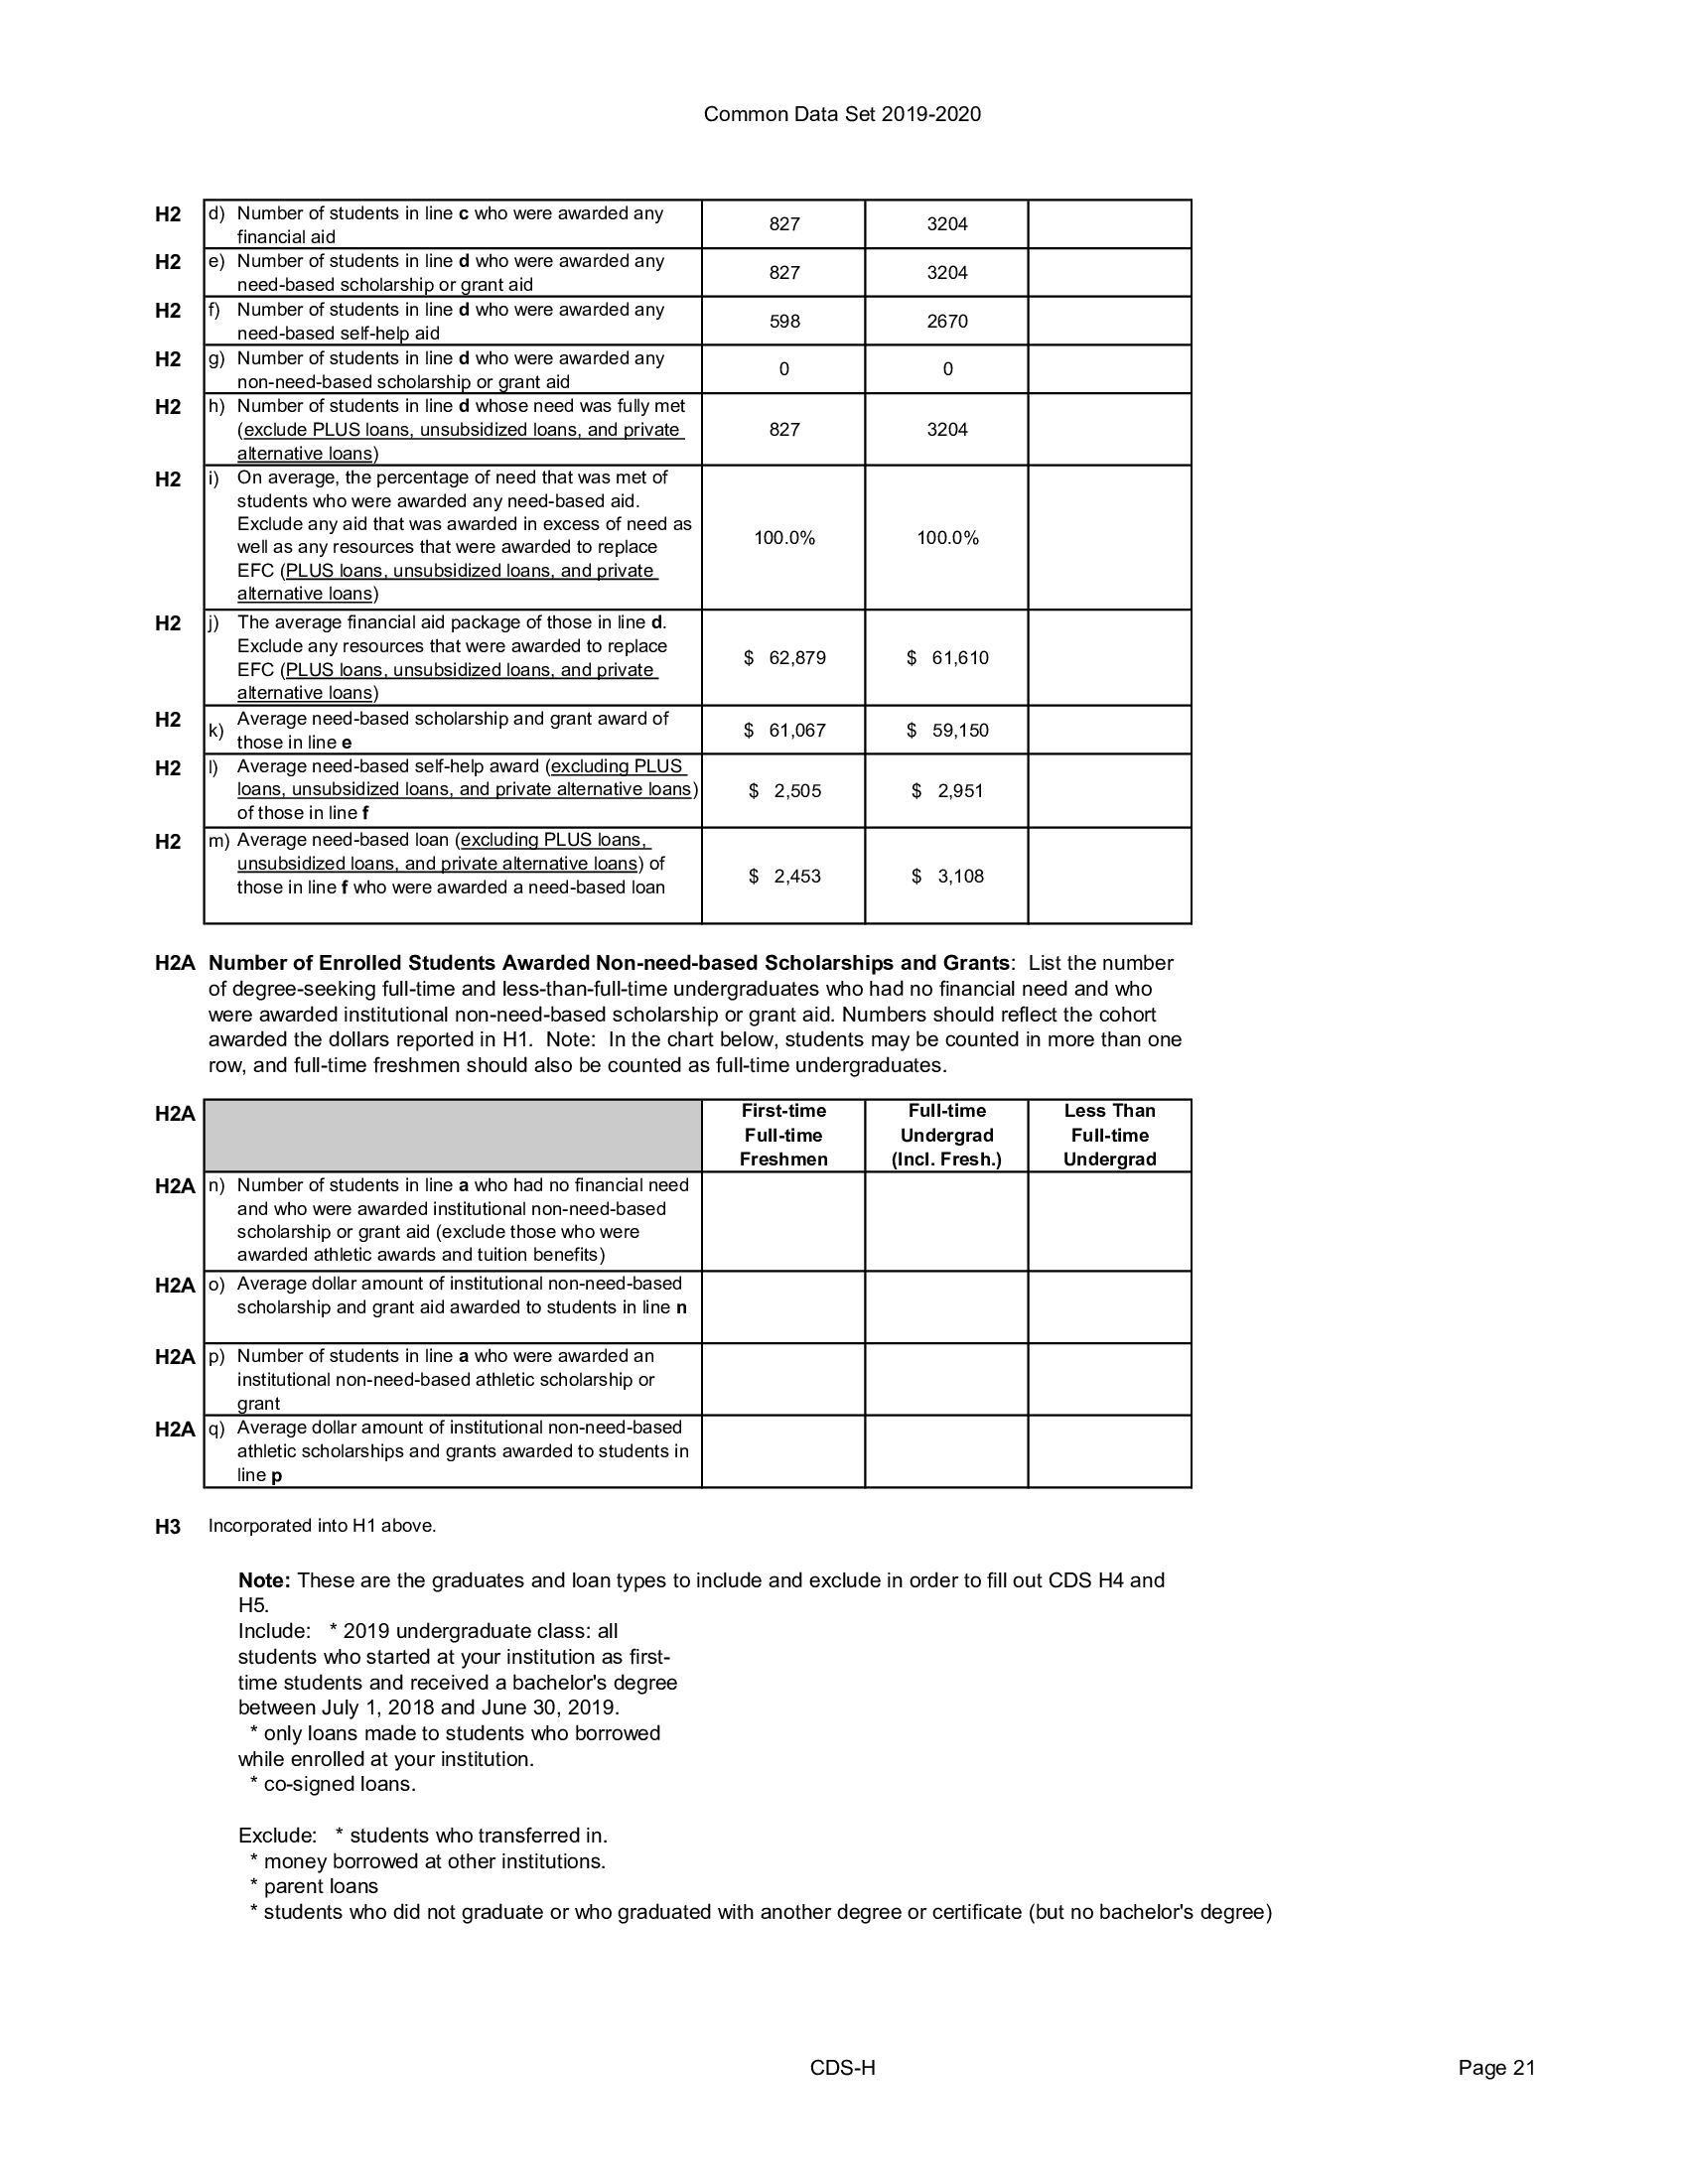 Common Data Set 2019-2020
H2 d) Number of students in line c who were awarded any
financial aid 827 3204
H2 e) Number of students in line d who were awarded any
need-based scholarship or grant aid 827 3204
H2 f) Number of students in line d who were awarded any
need-based self-help aid 598 2670
H2 g) Number of students in line d who were awarded any
non-need-based scholarship or grant aid 0 0
H2 h) Number of students in line d whose need was fully met
(exclude PLUS loans, unsubsidized loans, and private 827 3204
alternative loans)
H2 i) On average, the percentage of need that was met of
students who were awarded any need-based aid.
Exclude any aid that was awarded in excess of need as
well as any resources that were awarded to replace 100.0% 100.0%
EFC (PLUS loans, unsubsidized loans, and private
alternative loans)
H2 j) The average financial aid package of those in line d.
Exclude any resources that were awarded to replace
EFC (PLUS loans, unsubsidized loans, and private $ 62,879 $ 61,610
alternative loans)
H2 k) Average need-based scholarship and grant award of
those in line e $ 61,067 $ 59,150
H2 l) Average need-based self-help award (excluding PLUS
loans, unsubsidized loans, and private alternative loans) $ 2,505 $ 2,951
of those in line f
H2 m) Average need-based loan (excluding PLUS loans,
unsubsidized loans, and private alternative loans) of
those in line f who were awarded a need-based loan $ 2,453 $ 3,108
H2A Number of Enrolled Students Awarded Non-need-based Scholarships and Grants: List the number
of degree-seeking full-time and less-than-full-time undergraduates who had no financial need and who
were awarded institutional non-need-based scholarship or grant aid. Numbers should reflect the cohort
awarded the dollars reported in H1. Note: In the chart below, students may be counted in more than one
row, and full-time freshmen should also be counted as full-time undergraduates.
H2A First-time Full-time Less Than
Full-time Undergrad Full-time
Freshmen (Incl. Fresh.) Undergrad
H2A n) Number of students in line a who had no financial need
and who were awarded institutional non-need-based
scholarship or grant aid (exclude those who were
awarded athletic awards and tuition benefits)
H2A o) Average dollar amount of institutional non-need-based
scholarship and grant aid awarded to students in line n
H2A p) Number of students in line a who were awarded an
institutional non-need-based athletic scholarship or
grant
H2A q) Average dollar amount of institutional non-need-based
athletic scholarships and grants awarded to students in
line p
H3 Incorporated into H1 above.
Note: These are the graduates and loan types to include and exclude in order to fill out CDS H4 and
H5.
Include: * 2019 undergraduate class: all
students who started at your institution as first-
time students and received a bachelor's degree
between July 1, 2018 and June 30, 2019.
* only loans made to students who borrowed
while enrolled at your institution.
* co-signed loans.
Exclude: * students who transferred in.
* money borrowed at other institutions.
* parent loans
* students who did not graduate or who graduated with another degree or certificate (but no bachelor's degree)
CDS-H Page 21